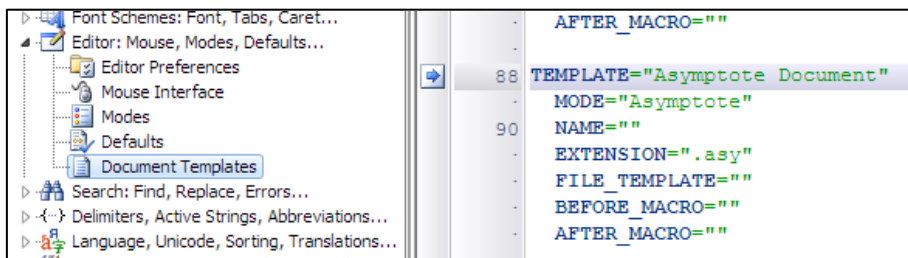 Font Schemes: Font, Tabs, Caret...
Editor: Mouse, Modes, Defaults...
Editor Preferences
Mouse Interface
Modes
Defaults
Document Templates
Search: Find, Replace, Errors...
Delimiters, Active Strings, Abbreviations...
Language, Unicode, Sorting, Translations...
AFTER_MACRO=""
88 TEMPLATE="Asymptote Document"
MODE="Asymptote"
90 NAME=""
EXTENSION=".asy"
FILE_TEMPLATE=""
BEFORE_MACRO=""
AFTER_MACRO=""